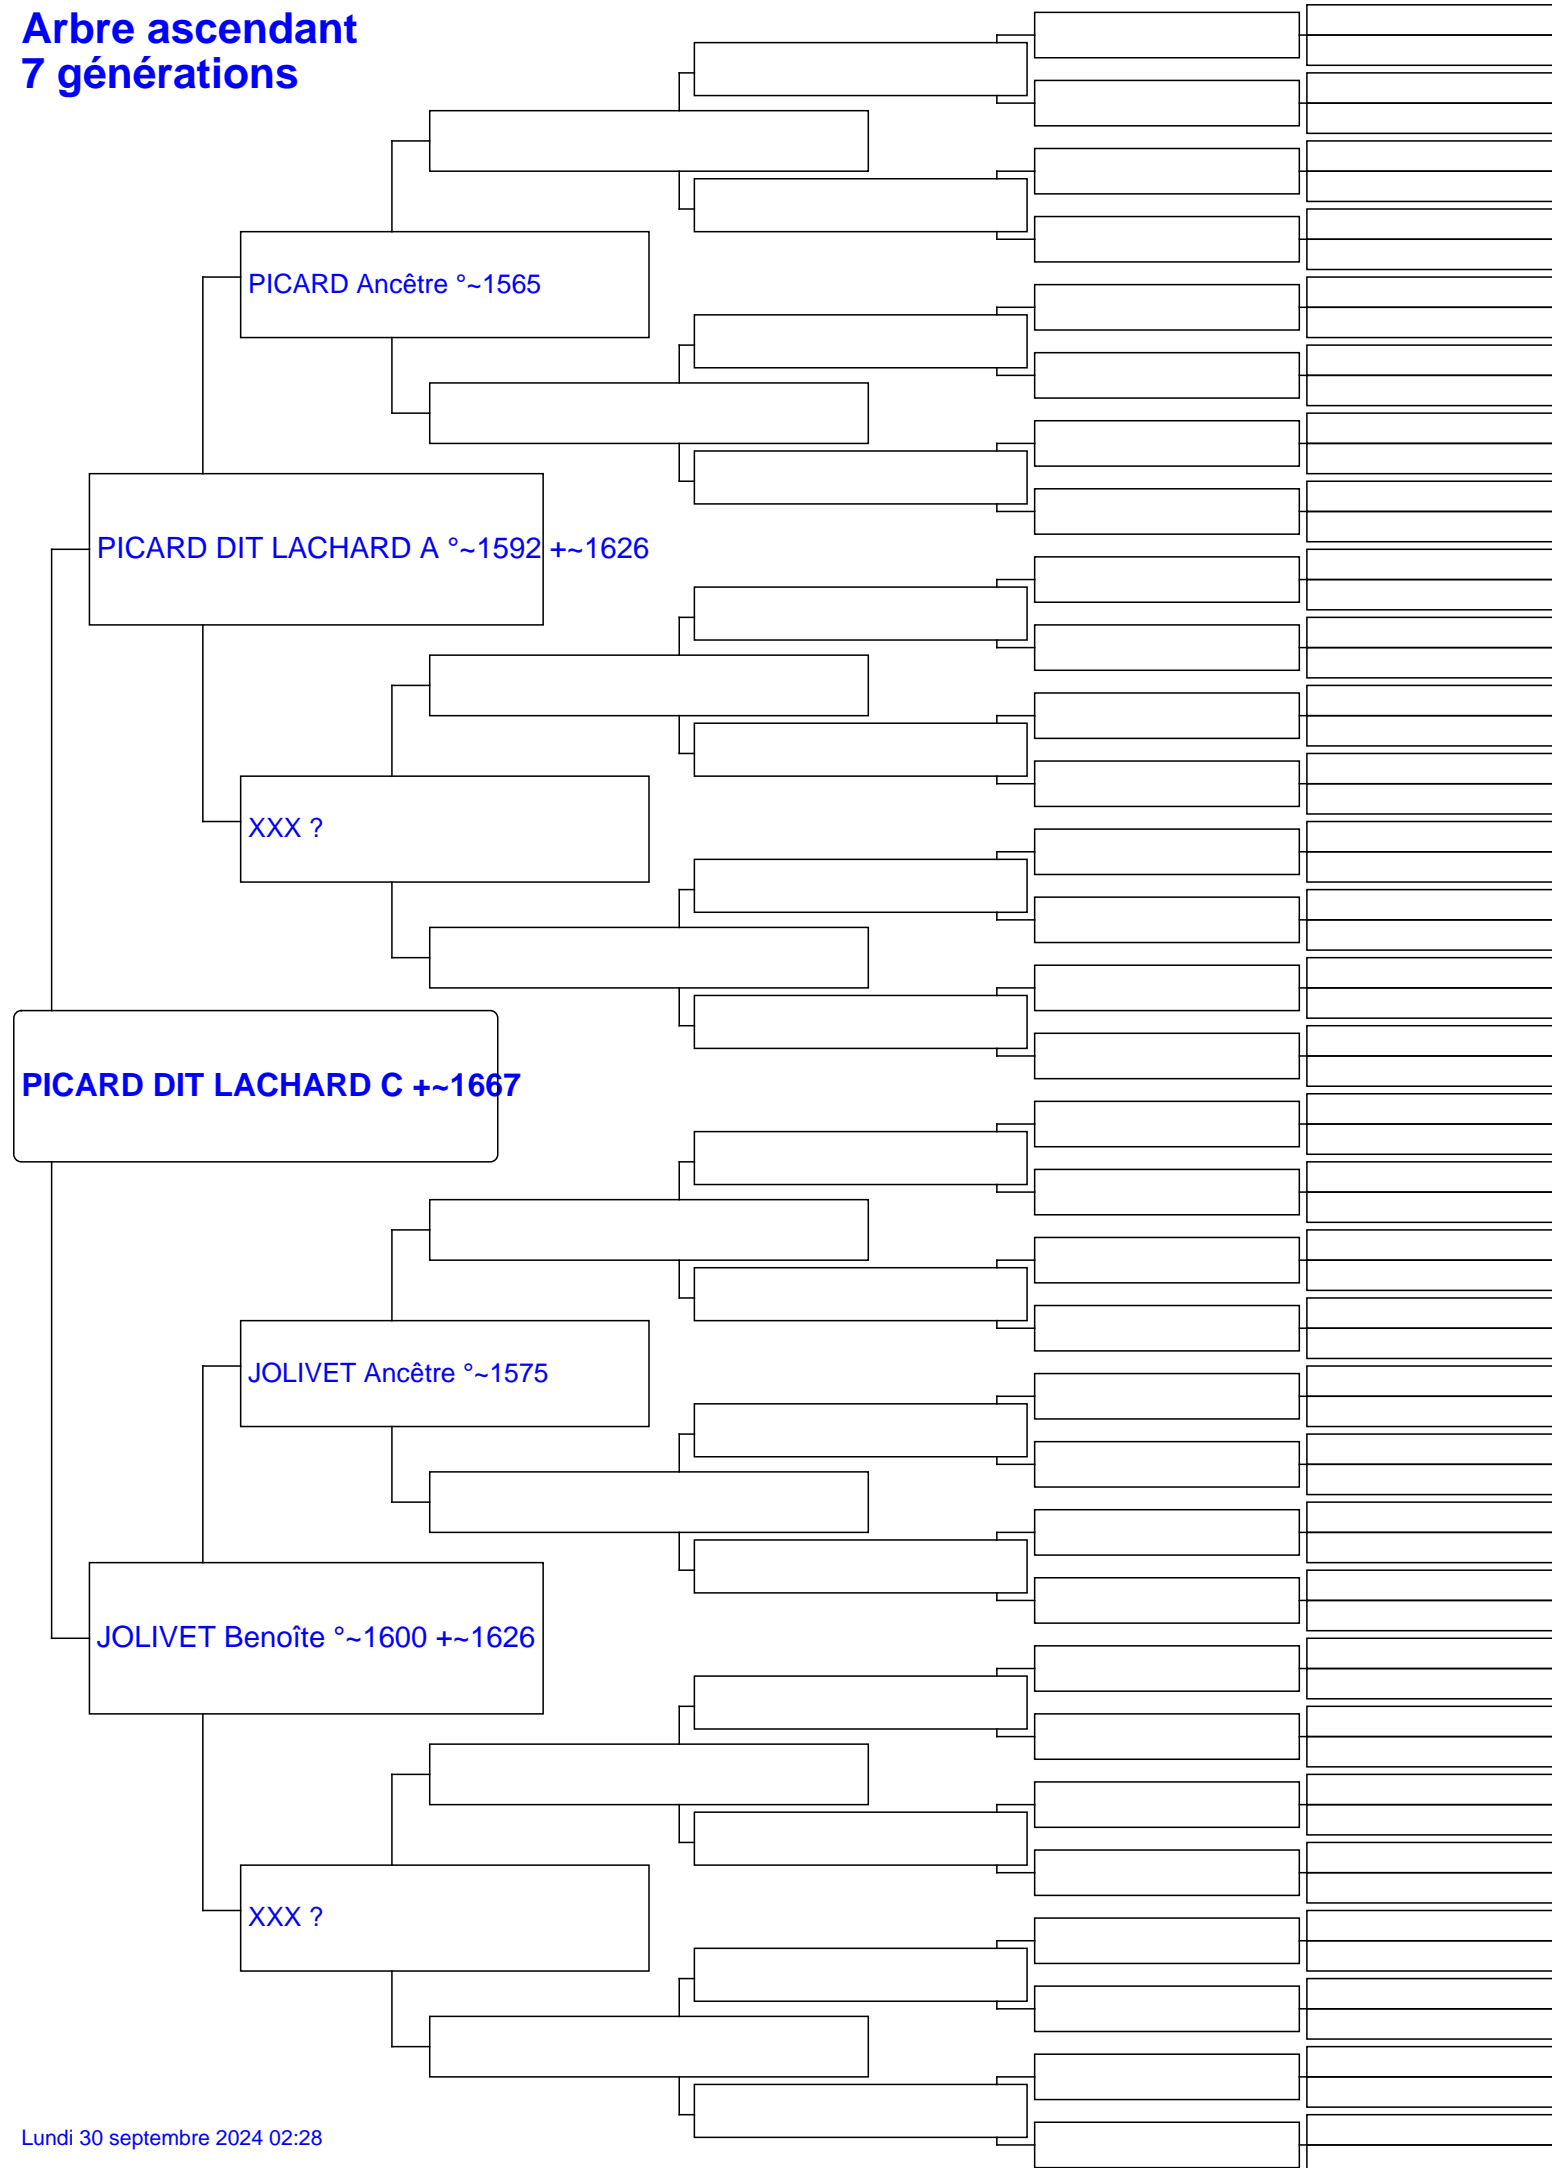 Arbre ascendant
7 générations
PICARD Ancêtre °~1565
PICARD DIT LACHARD A °~1592 +~1626
XXX ?
PICARD DIT LACHARD C +~1667
JOLIVET Ancêtre °~1575
JOLIVET Benoîte °~1600 +~1626
XXX ?
Lundi 30 septembre 2024 02:28